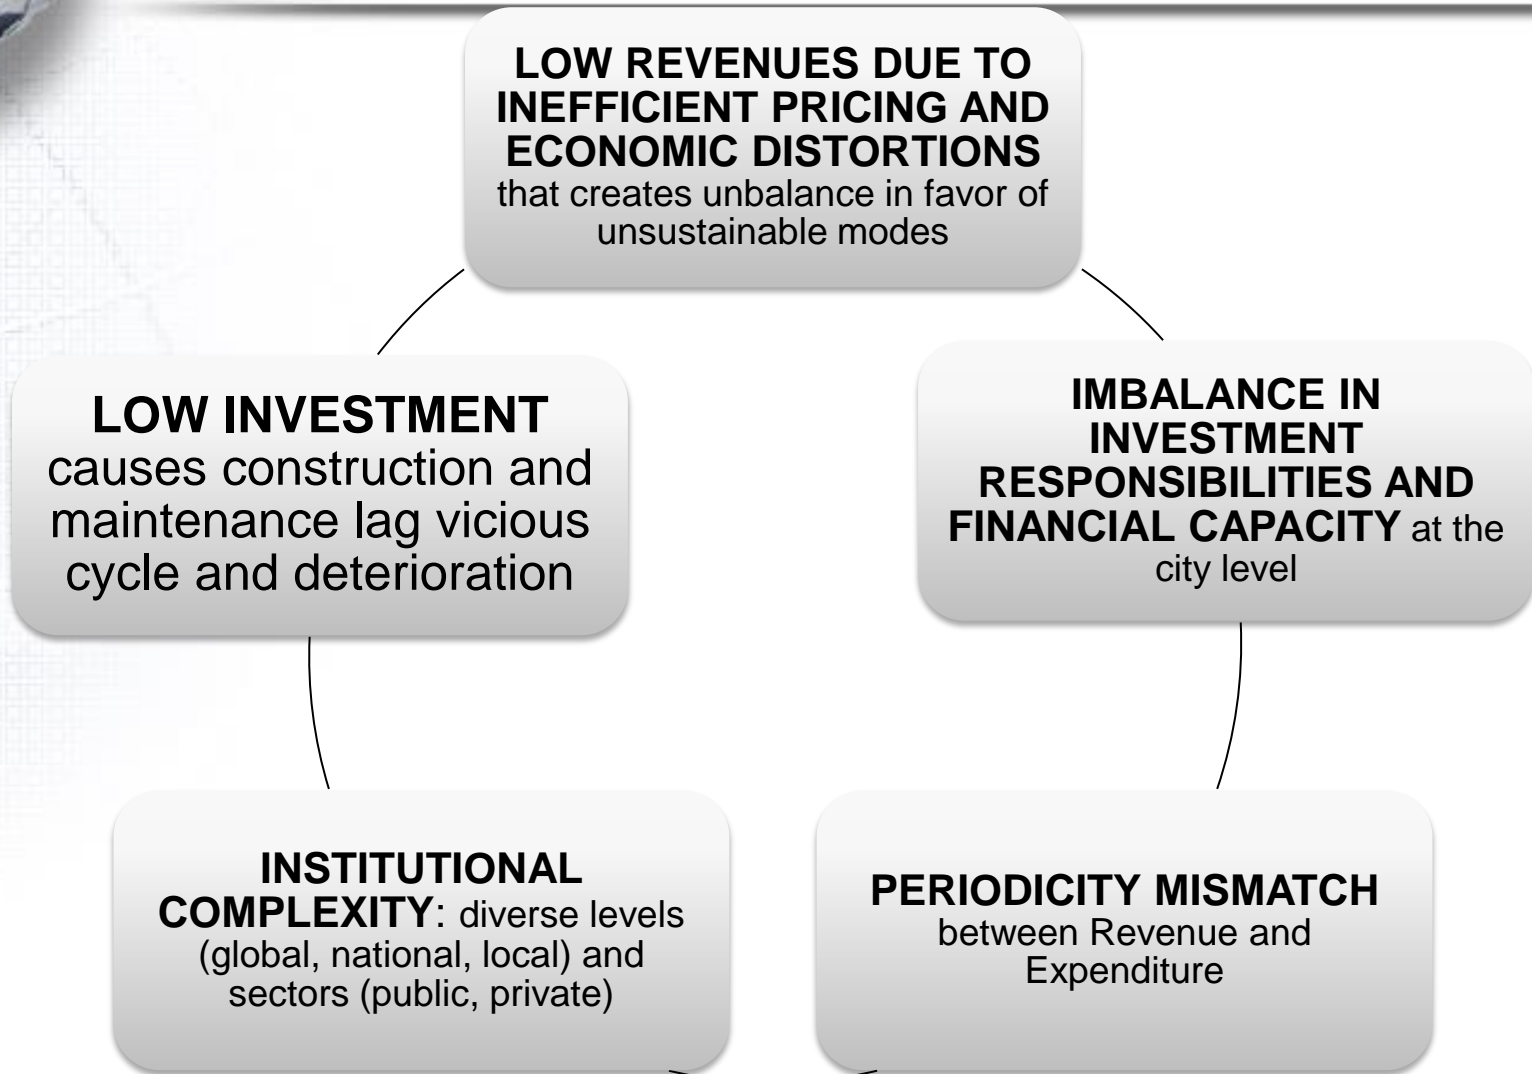 LOW REVENUES DUE TO
INEFFICIENT PRICING AND
ECONOMIC DISTORTIONS
that creates unbalance in favor of
unsustainable modes
IMBALANCE IN
INVESTMENT
RESPONSIBILITIES AND
FINANCIAL CAPACITY at the
city level
PERIODICITY MISMATCH
between Revenue and
Expenditure
INSTITUTIONAL
COMPLEXITY: diverse levels
(global, national, local) and
sectors (public, private)
LOW INVESTMENT
causes construction and
maintenance lag vicious
cycle and deterioration